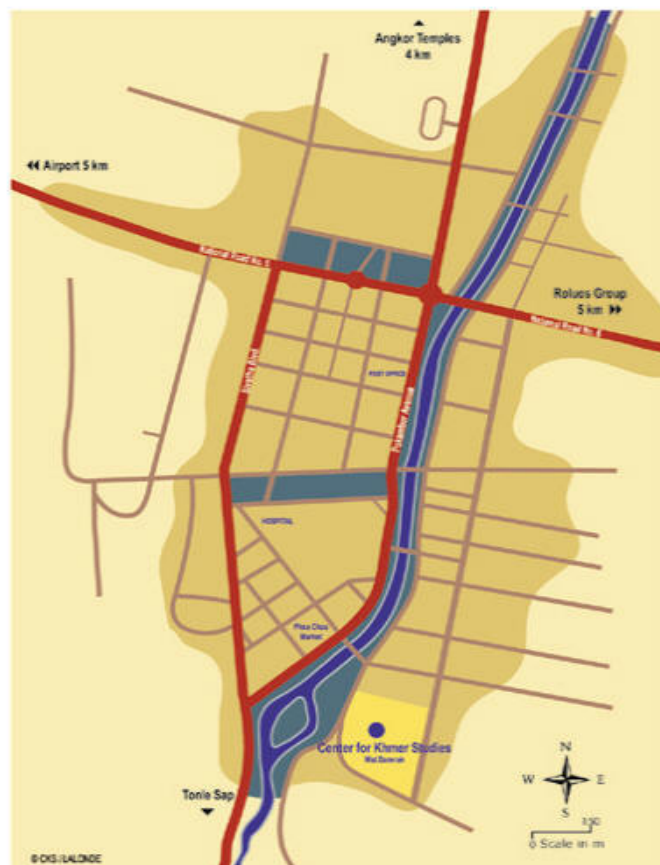 Angkor Temples
4 km
Airport 5 km
National Road No. 6
Roluos Group
5 km
National Road No. 6
Sivatha Blvd
POST OFFICE
Pokambor Avenue
HOSPITAL
Phsa Chas
Market
Center for Khmer Studies
Wat Damnak
N
W E
S
Tonle Sap
0 Scale in m
© CKS / LALONDE